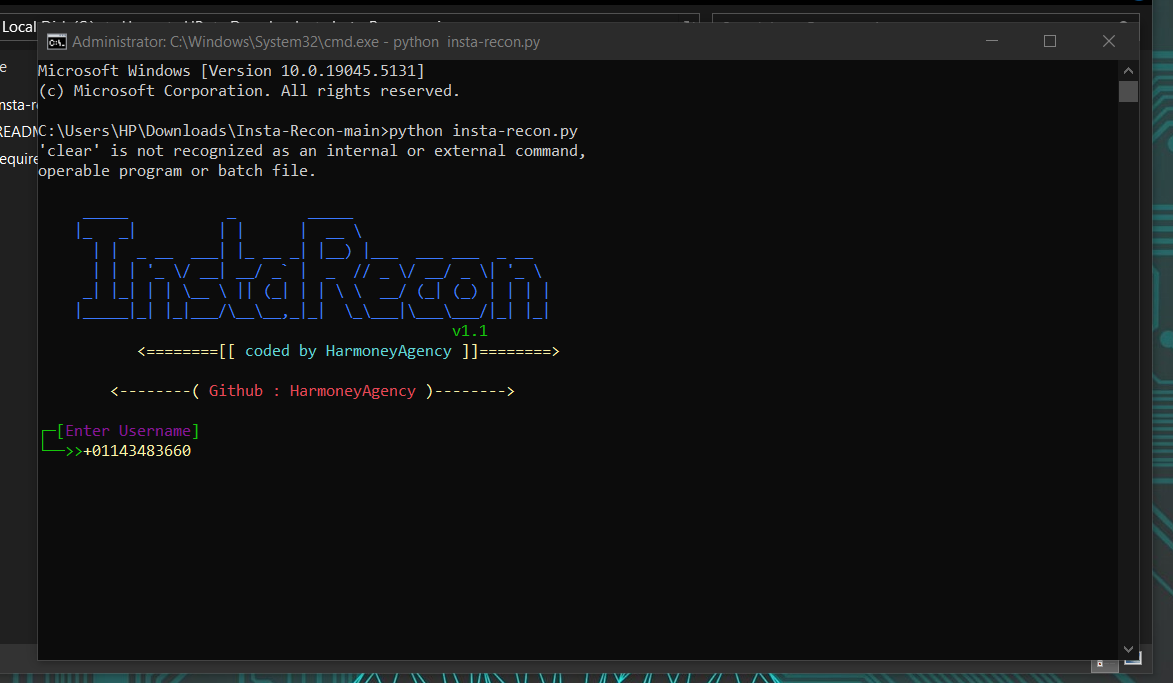 Local
Administrator: C:\Windows\System32\cmd.exe - python  insta-recon.py
Microsoft Windows [Version 10.0.19045.5131]
(c) Microsoft Corporation. All rights reserved.
C:\Users\HP\Downloads\Insta-Recon-main>python insta-recon.py
'clear' is not recognized as an internal or external command,
operable program or batch file.
InstaRecon
v1.1
<========[[ coded by HarmoneyAgency ]]========>
<--------( Github : HarmoneyAgency )-------->
[Enter Username]
>>+01143483660